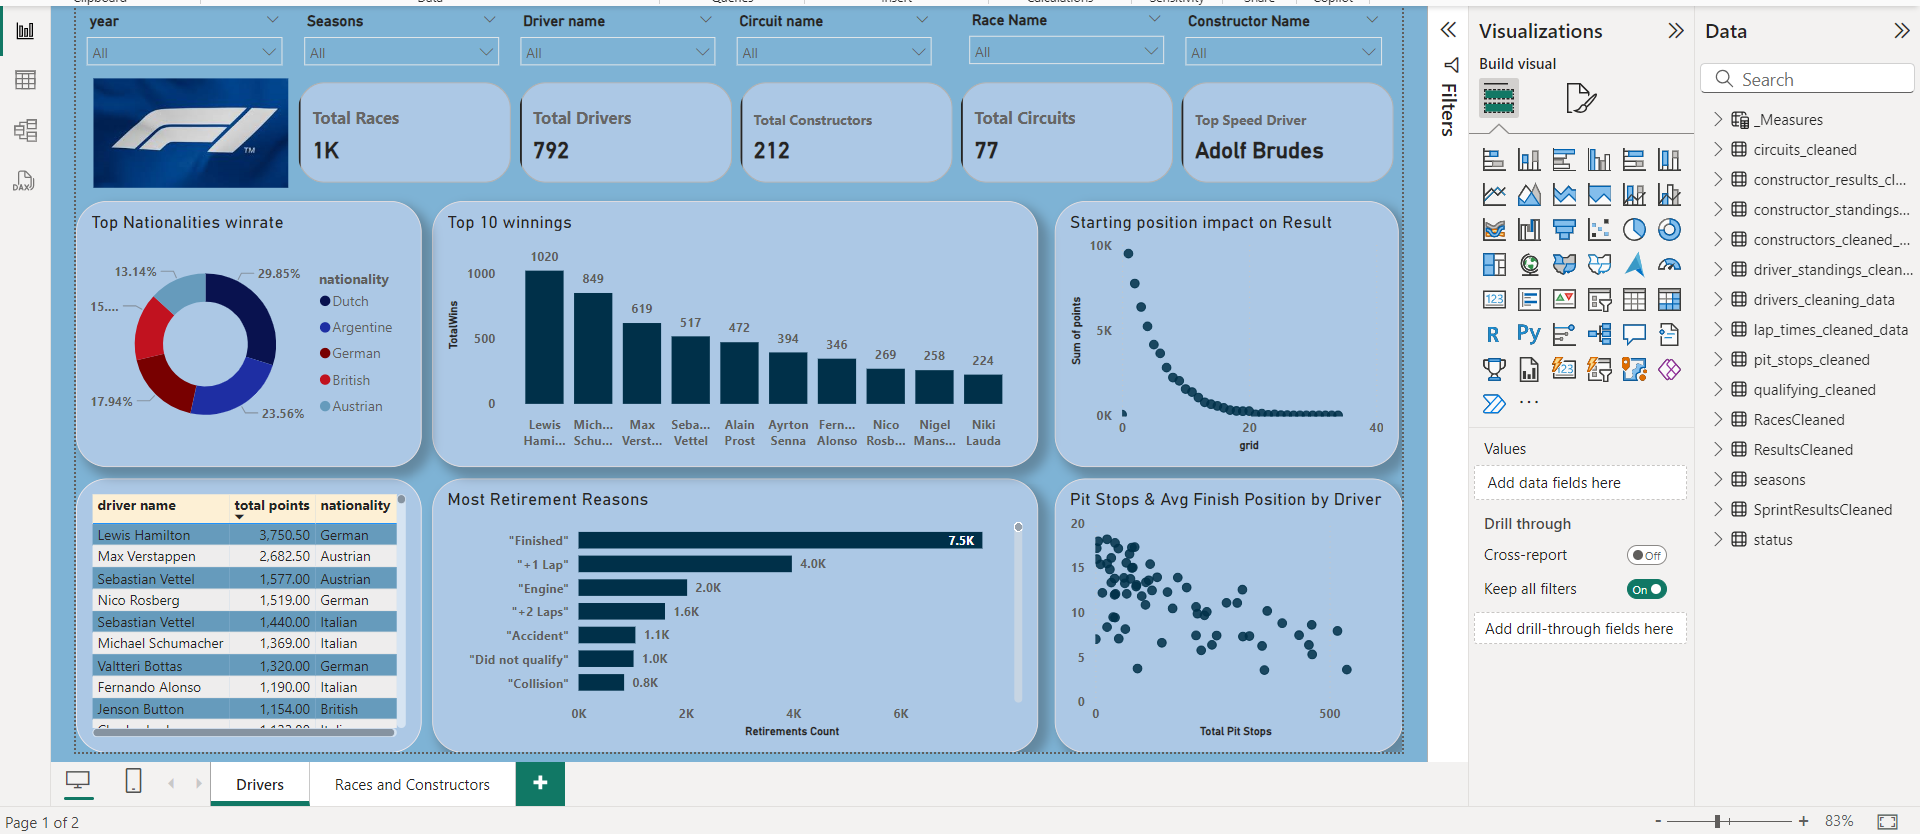 year
Seasons
Driver name
Circuit name
Race Name
Constructor Name
All
All
All
All
All
All
TM
Total Races
1K
Total Drivers
792
Total Constructors
212
Total Circuits
77
Top Speed Driver
Adolf Brudes
Top Nationalities winrate
13.14%
29.85%
15....
17.94%
23.56%
nationality
Dutch
Argentine
German
British
Austrian
Top 10 winnings
TotalWins
1000
500
0
1020
849
619
517
472
394
346
269
258
224
Lewis Hami...
Mich... Schu...
Max Verst...
Seba... Vettel
Alain Prost
Ayrton Senna
Fern... Alonso
Nico Rosb...
Nigel Mans...
Niki Lauda
Starting position impact on Result
Sum of points
10K
5K
0K
0
20
40
grid
driver name total points nationality
Lewis Hamilton 3,750.50 German
Max Verstappen 2,682.50 Austrian
Sebastian Vettel 1,577.00 Austrian
Nico Rosberg 1,519.00 German
Sebastian Vettel 1,440.00 Italian
Michael Schumacher 1,369.00 Italian
Valtteri Bottas 1,320.00 German
Fernando Alonso 1,190.00 Italian
Jenson Button 1,154.00 British
Most Retirement Reasons
"Finished" 7.5K
"+1 Lap" 4.0K
"Engine" 2.0K
"+2 Laps" 1.6K
"Accident" 1.1K
"Did not qualify" 1.0K
"Collision" 0.8K
0K 2K 4K 6K
Retirements Count
Pit Stops & Avg Finish Position by Driver
20
15
10
5
0
0 500
Total Pit Stops
Filters
Visualizations
Build visual
123
R
Py
123
...
Values
Add data fields here
Drill through
Cross-report
Off
Keep all filters
On
Add drill-through fields here
Data
Search
_Measures
circuits_cleaned
constructor_results_cl...
constructor_standings...
constructors_cleaned_...
driver_standings_clean...
drivers_cleaning_data
lap_times_cleaned_data
pit_stops_cleaned
qualifying_cleaned
RacesCleaned
ResultsCleaned
seasons
SprintResultsCleaned
status
DAX
Drivers
Races and Constructors
+
Page 1 of 2
- + 83%